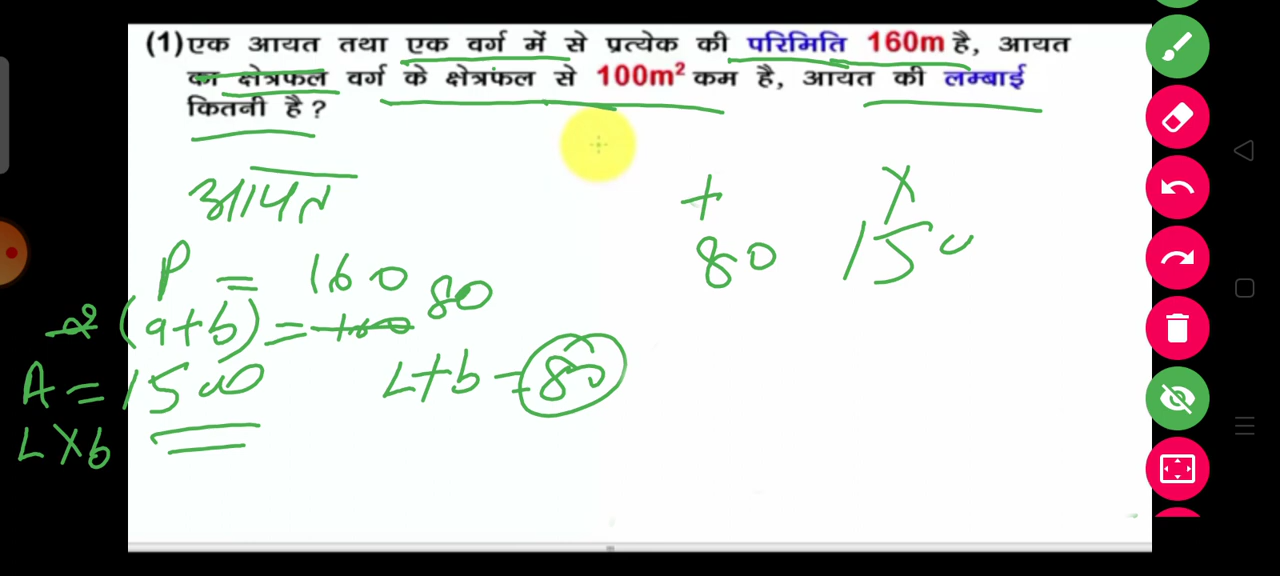 (1) एक आयत तथा एक वर्ग में से प्रत्येक की परिमिति 160m है, आयत
का क्षेत्रफल वर्ग के क्षेत्रफल से 100m² कम है, आयत की लम्बाई
कितनी है ?
आयत
+ X
80 150
P = 160
2 (a+b) = 160 80
A = 1500 L+b = 80
L X b